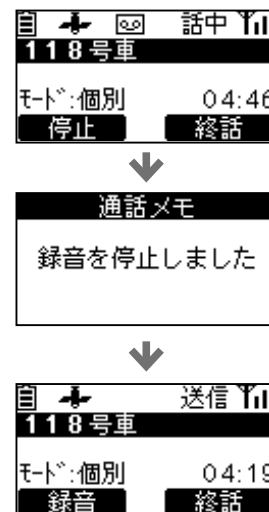 話中
118号車
ﾓｰﾄﾞ:個別 04:46
停止 終話
通話メモ
録音を停止しました
送信
118号車
ﾓｰﾄﾞ:個別 04:19
録音 終話